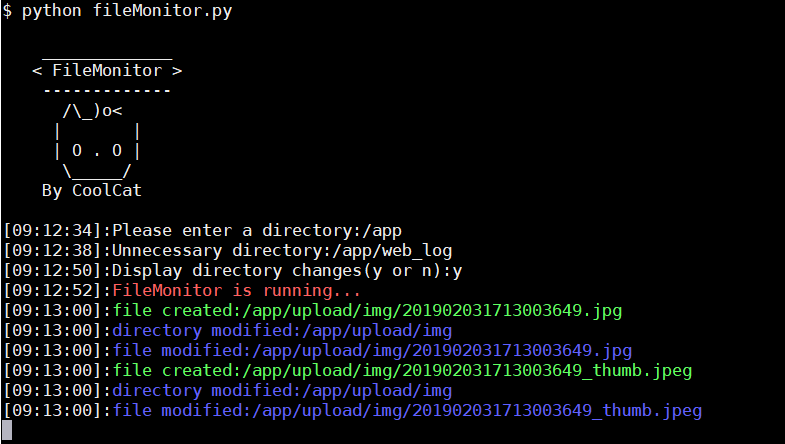 $ python fileMonitor.py
_____________
< FileMonitor >
-------------
/\_)o<
|       |
| O . O |
\_____/
By CoolCat
[09:12:34]:Please enter a directory:/app
[09:12:38]:Unnecessary directory:/app/web_log
[09:12:50]:Display directory changes(y or n):y
[09:12:52]:FileMonitor is running...
[09:13:00]:file created:/app/upload/img/201902031713003649.jpg
[09:13:00]:directory modified:/app/upload/img
[09:13:00]:file modified:/app/upload/img/201902031713003649.jpg
[09:13:00]:file created:/app/upload/img/201902031713003649_thumb.jpeg
[09:13:00]:directory modified:/app/upload/img
[09:13:00]:file modified:/app/upload/img/201902031713003649_thumb.jpeg